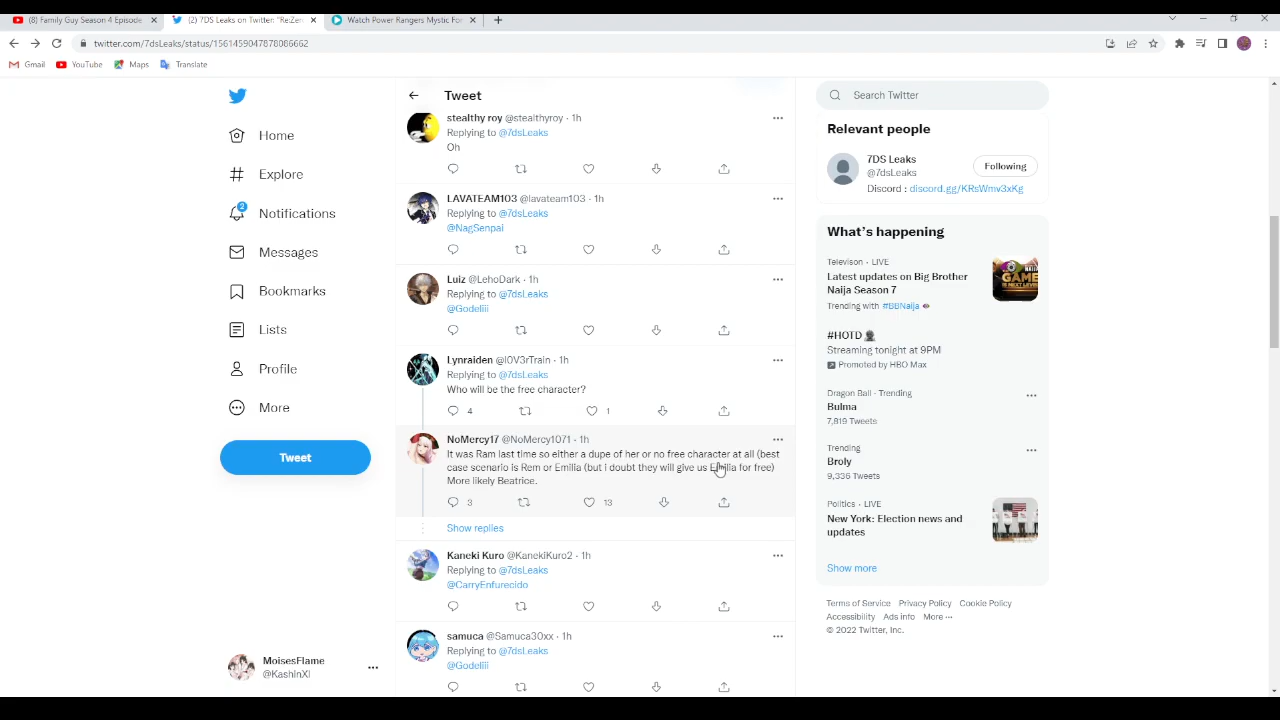 (8) Family Guy Season 4 Episode
(2) 7DS Leaks on Twitter: "Re:Zer
Watch Power Rangers Mystic For
twitter.com/7dsLeaks/status/1561459047878086662
Gmail
YouTube
Maps
Translate
Home
Explore
2
Notifications
Messages
Bookmarks
Lists
Profile
More
Tweet
MoisesFlame
@KashinXI
Tweet
stealthy roy @stealthyroy · 1h
Replying to @7dsLeaks
Oh
LAVATEAM103 @lavateam103 · 1h
Replying to @7dsLeaks
@NagSenpai
Luiz @LehoDark · 1h
Replying to @7dsLeaks
@Godeliii
Lynraiden @l0V3rTrain · 1h
Replying to @7dsLeaks
Who will be the free character?
4 1
NoMercy17 @NoMercy1071 · 1h
It was Ram last time so either a dupe of her or no free character at all (best
case scenario is Rem or Emilia (but i doubt they will give us Emilia for free)
More likely Beatrice.
3 13
Show replies
Kaneki Kuro @KanekiKuro2 · 1h
Replying to @7dsLeaks
@CarryEnfurecido
samuca @Samuca30xx · 1h
Replying to @7dsLeaks
@Godeliii
Search Twitter
Relevant people
7DS Leaks
@7dsLeaks
Following
Discord : discord.gg/KRsWmv3xKg
What's happening
Televison · LIVE
Latest updates on Big Brother
Naija Season 7
Trending with #BBNaija
#HOTD
Streaming tonight at 9PM
Promoted by HBO Max
Dragon Ball · Trending
Bulma
7,819 Tweets
Trending
Broly
9,336 Tweets
Politics · LIVE
New York: Election news and
updates
Show more
Terms of Service Privacy Policy Cookie Policy
Accessibility Ads info More ···
© 2022 Twitter, Inc.